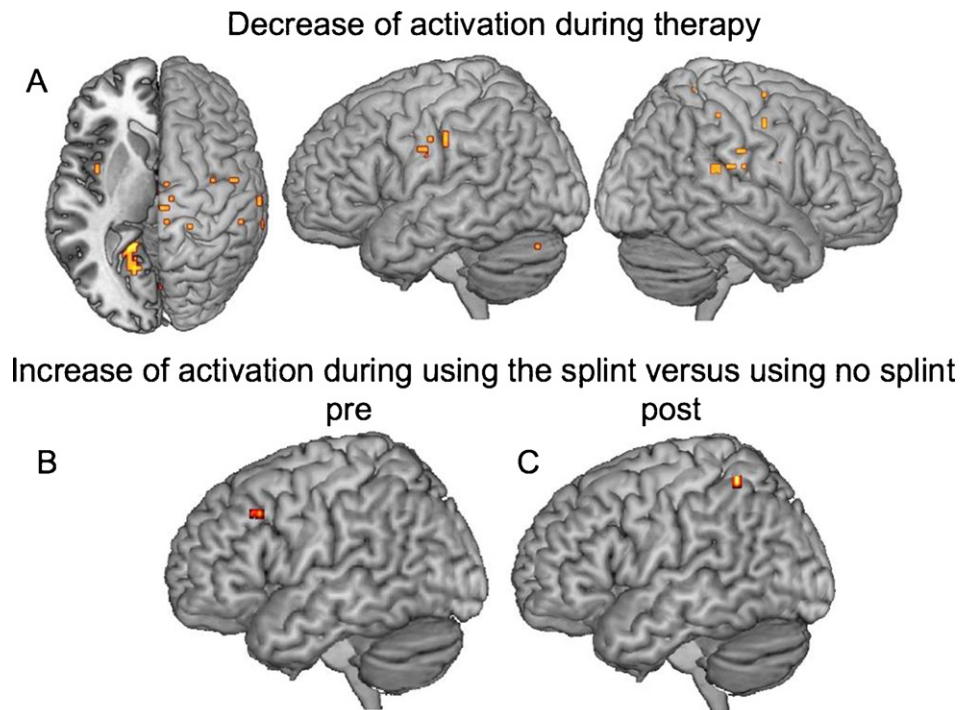 Decrease of activation during therapy
A
Increase of activation during using the splint versus using no splint
pre post
B C